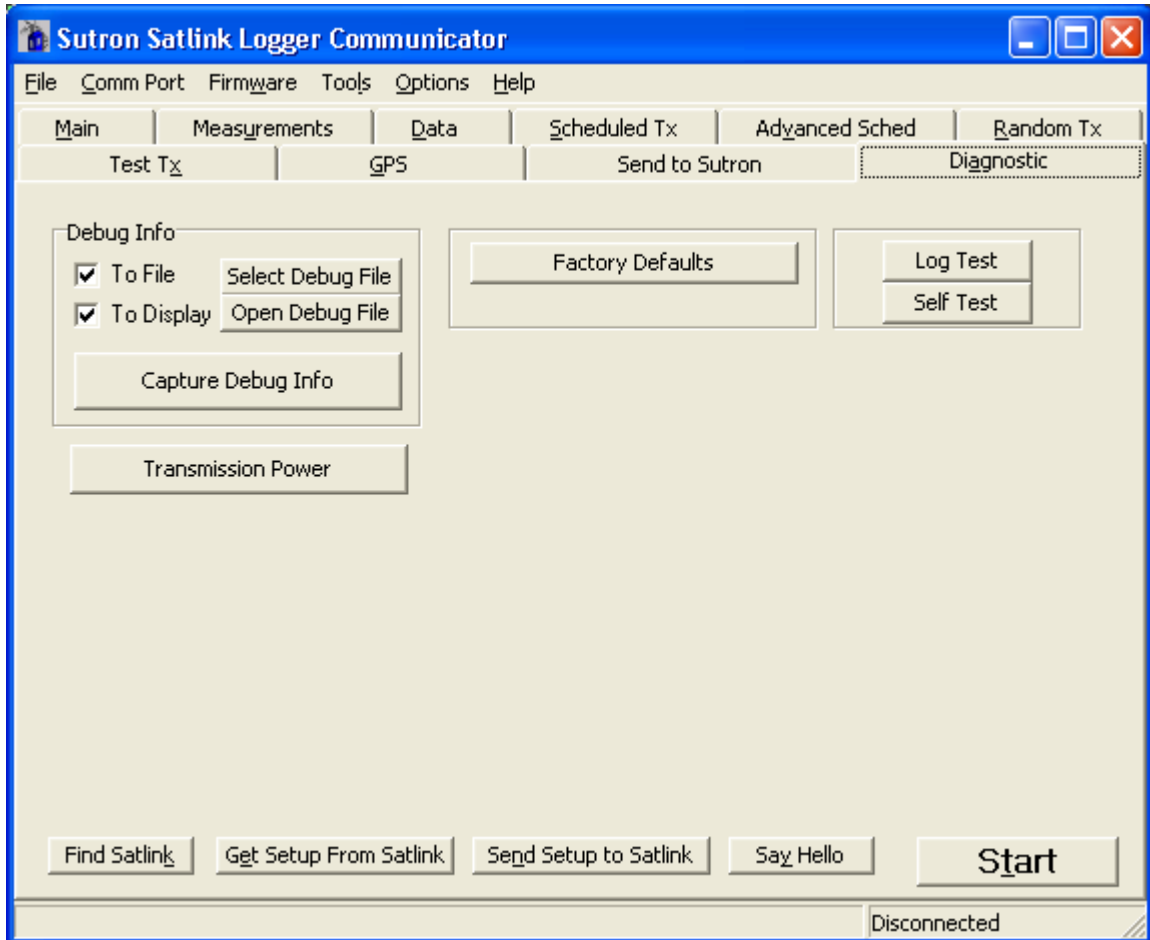 Sutron Satlink Logger Communicator
File Comm Port Firmware Tools Options Help
Main Measurements Data Scheduled Tx Advanced Sched Random Tx
Test Tx GPS Send to Sutron Diagnostic
Debug Info
To File Select Debug File Factory Defaults Log Test
To Display Open Debug File Self Test
Capture Debug Info
Transmission Power
Find Satlink Get Setup From Satlink Send Setup to Satlink Say Hello Start
Disconnected